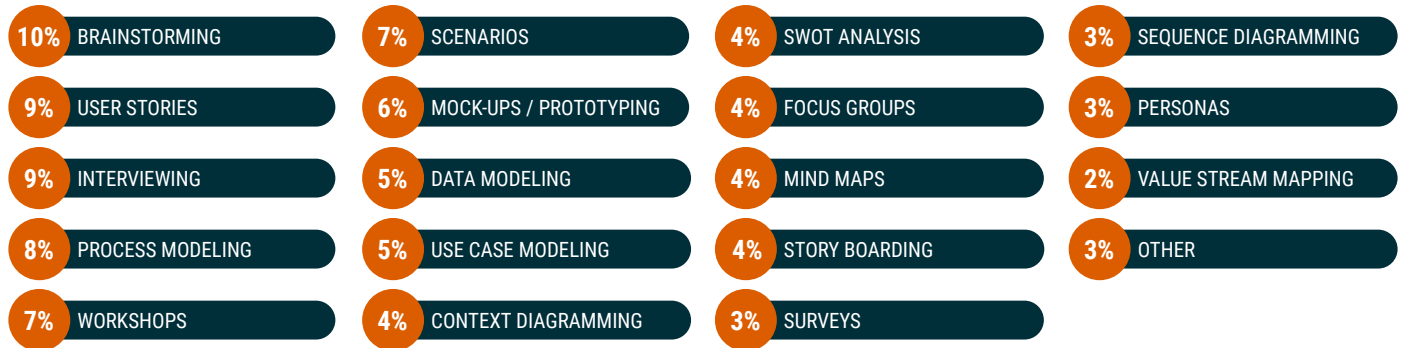 10% BRAINSTORMING
9% USER STORIES
9% INTERVIEWING
8% PROCESS MODELING
7% WORKSHOPS
7% SCENARIOS
6% MOCK-UPS / PROTOTYPING
5% DATA MODELING
5% USE CASE MODELING
4% CONTEXT DIAGRAMMING
4% SWOT ANALYSIS
4% FOCUS GROUPS
4% MIND MAPS
4% STORY BOARDING
3% SURVEYS
3% SEQUENCE DIAGRAMMING
3% PERSONAS
2% VALUE STREAM MAPPING
3% OTHER